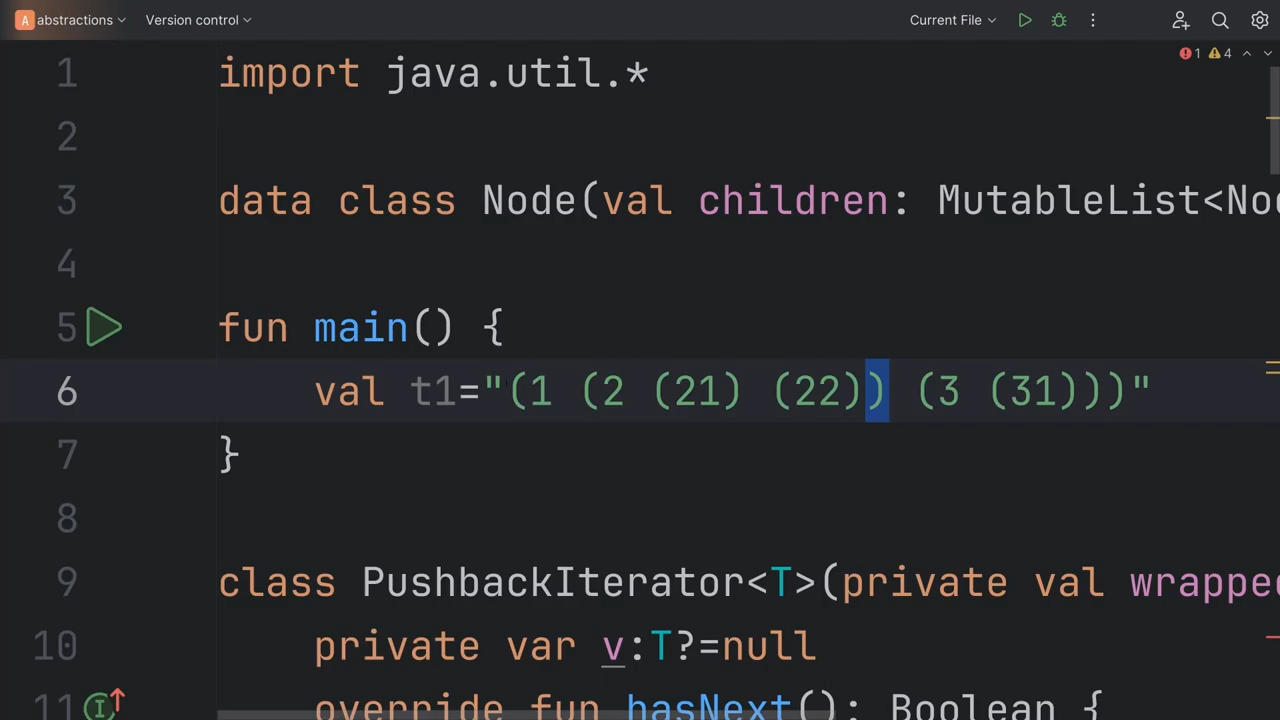 A abstractions Version control Current File
1 4
1 import java.util.*
2
3 data class Node(val children: MutableList<Nod
4
5 fun main() {
6 val t1="(1 (2 (21) (22)) (3 (31)))"
7 }
8
9 class PushbackIterator<T>(private val wrapped
10 private var v:T?=null
11 override fun hasNext(): Boolean {